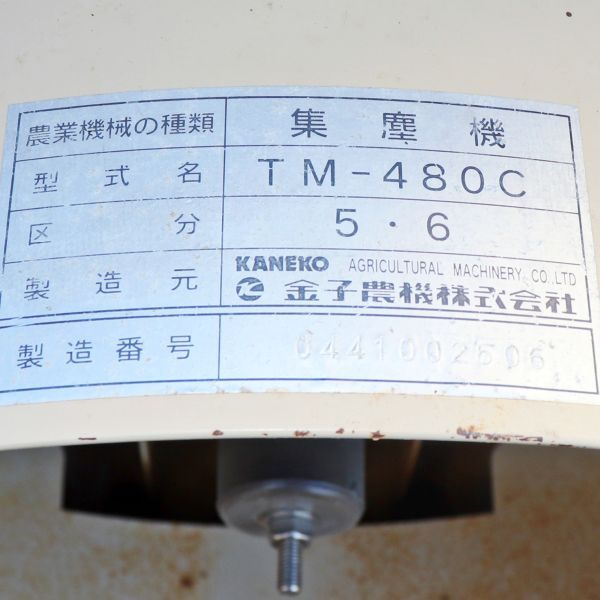 農業機械の種類 集塵機
型式名 TM-480C
区分 5・6
製造元 KANEKO AGRICULTURAL MACHINERY CO.,LTD
金子農機株式会社
製造番号 0441002506